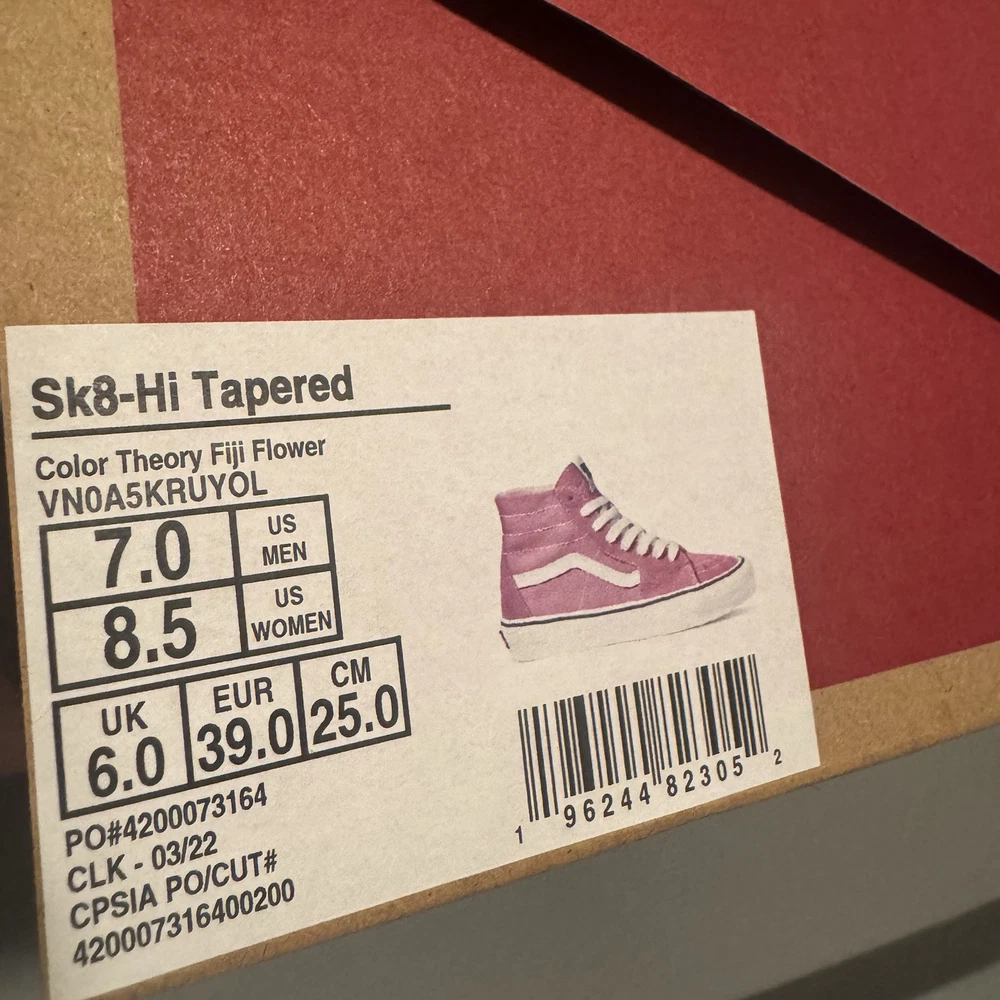 Sk8-Hi Tapered
Color Theory Fiji Flower
VN0A5KRUYOL
7.0 US MEN
8.5 US WOMEN
UK EUR CM
6.0 39.0 25.0
PO#4200073164
CLK - 03/22
CPSIA PO/CUT#
420007316400200
1 96244 82305 2